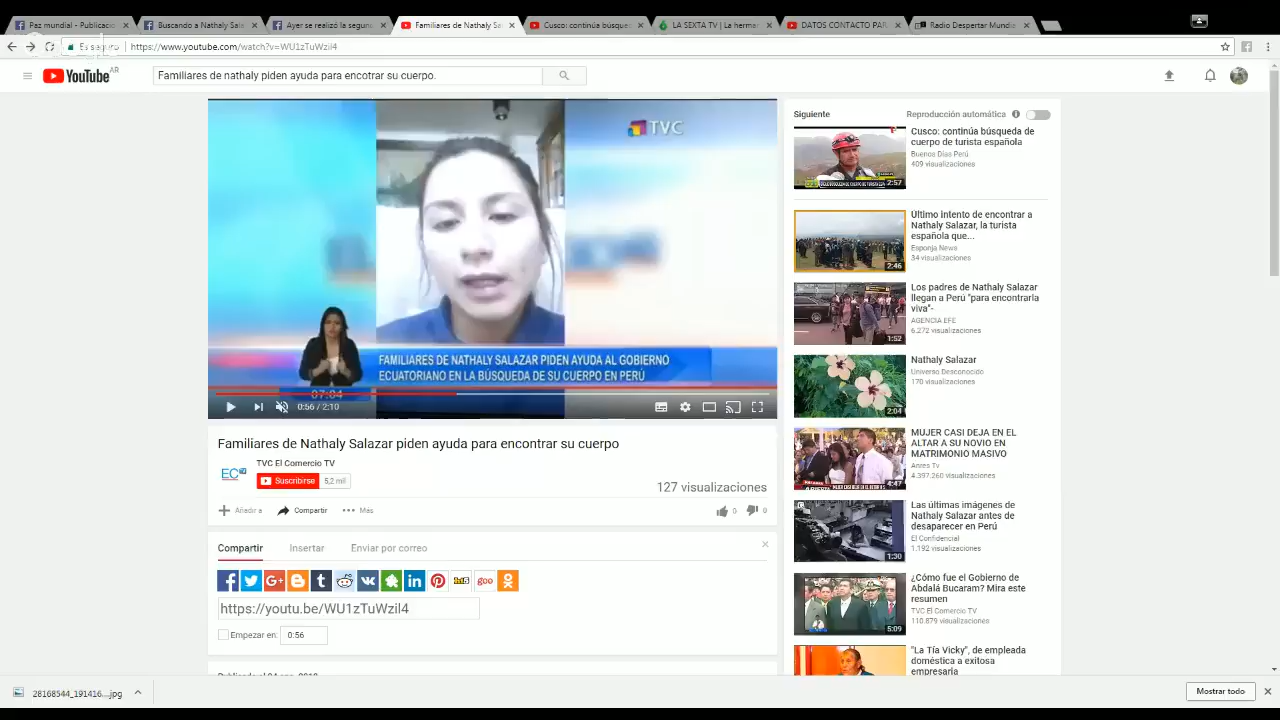 Paz mundial - Facebook
Buscando a Nathaly Sala
Ayer se realizó la segund
Familiares de Nathaly Sa
Cusco: continúa búsqued
LA SEXTA TV | La herman
DATOS CONTACTO PAR
Radio Despertar Mundia
Es seguro
https://www.youtube.com/watch?v=WU1zTuWzil4
YouTube AR
Familiares de nathaly piden ayuda para encotrar su cuerpo.
TVC
FAMILIARES DE NATHALY SALAZAR PIDEN AYUDA AL GOBIERNO
ECUATORIANO EN LA BÚSQUEDA DE SU CUERPO EN PERÚ
07:04
0:56 / 2:10
Familiares de Nathaly Salazar piden ayuda para encontrar su cuerpo
EC
TVC El Comercio TV
Suscribirse
5,2 mil
127 visualizaciones
Añadir a
Compartir
Más
0
0
Compartir
Insertar
Enviar por correo
goo
https://youtu.be/WU1zTuWzil4
Empezar en:
0:56
Siguiente
Reproducción automática
Cusco: continúa búsqueda de
cuerpo de turista española
Buenos Días Perú
409 visualizaciones
2:57
Último intento de encontrar a
Nathaly Salazar, la turista
española que...
Esponja News
34 visualizaciones
2:46
Los padres de Nathaly Salazar
llegan a Perú "para encontrarla
viva"-
AGENCIA EFE
6,272 visualizaciones
1:52
Nathaly Salazar
Universo Desconocido
170 visualizaciones
2:04
MUJER CASI DEJA EN EL
ALTAR A SU NOVIO EN
MATRIMONIO MASIVO
Anres Tv
4.397.260 visualizaciones
4:47
Las últimas imágenes de
Nathaly Salazar antes de
desaparecer en Perú
El Confidencial
1.192 visualizaciones
1:30
¿Cómo fue el Gobierno de
Abdalá Bucaram? Mira este
resumen
TVC El Comercio TV
110.879 visualizaciones
5:09
"La Tía Vicky", de empleada
doméstica a exitosa
empresaria
28168544_191416....jpg
Mostrar todo